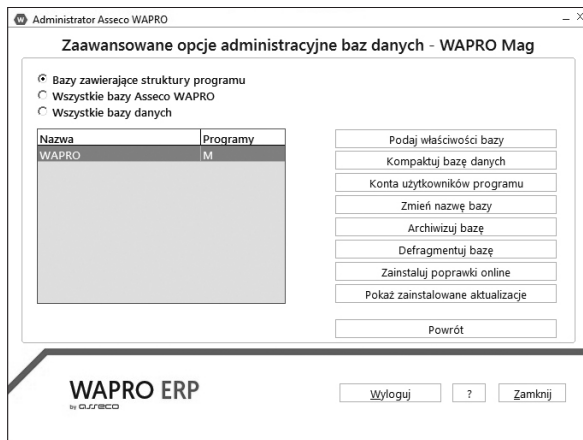 Administrator Asseco WAPRO
Zaawansowane opcje administracyjne baz danych - WAPRO Mag
Bazy zawierające struktury programu
Wszystkie bazy Asseco WAPRO
Wszystkie bazy danych
Nazwa Programy
WAPRO M
Podaj właściwości bazy
Kompaktuj bazę danych
Konta użytkowników programu
Zmień nazwę bazy
Archiwizuj bazę
Defragmentuj bazę
Zainstaluj poprawki online
Pokaż zainstalowane aktualizacje
Powrót
WAPRO ERP
by asseco
Wyloguj ? Zamknij